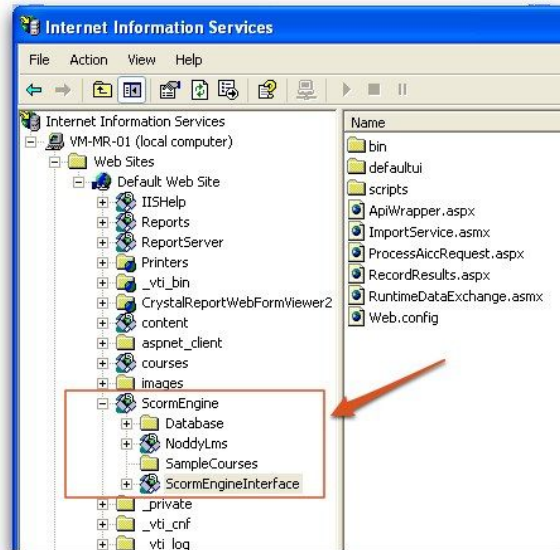 Internet Information Services
File Action View Help
Internet Information Services
VM-MR-01 (local computer)
Web Sites
Default Web Site
IISHelp
Reports
ReportServer
Printers
_vti_bin
CrystalReportWebFormViewer2
content
aspnet_client
courses
images
ScormEngine
Database
NoddyLms
SampleCourses
ScormEngineInterface
_private
_vti_cnf
_vti_log
Name
bin
defaultui
scripts
ApiWrapper.aspx
ImportService.asmx
ProcessAiccRequest.aspx
RecordResults.aspx
RuntimeDataExchange.asmx
Web.config